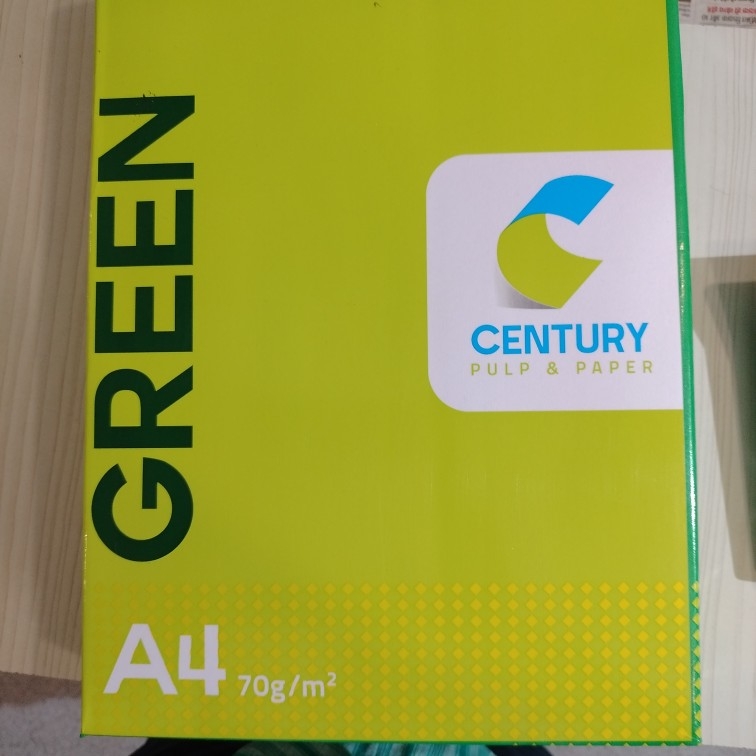 GREEN
CENTURY
PULP & PAPER
A4 70g/m²